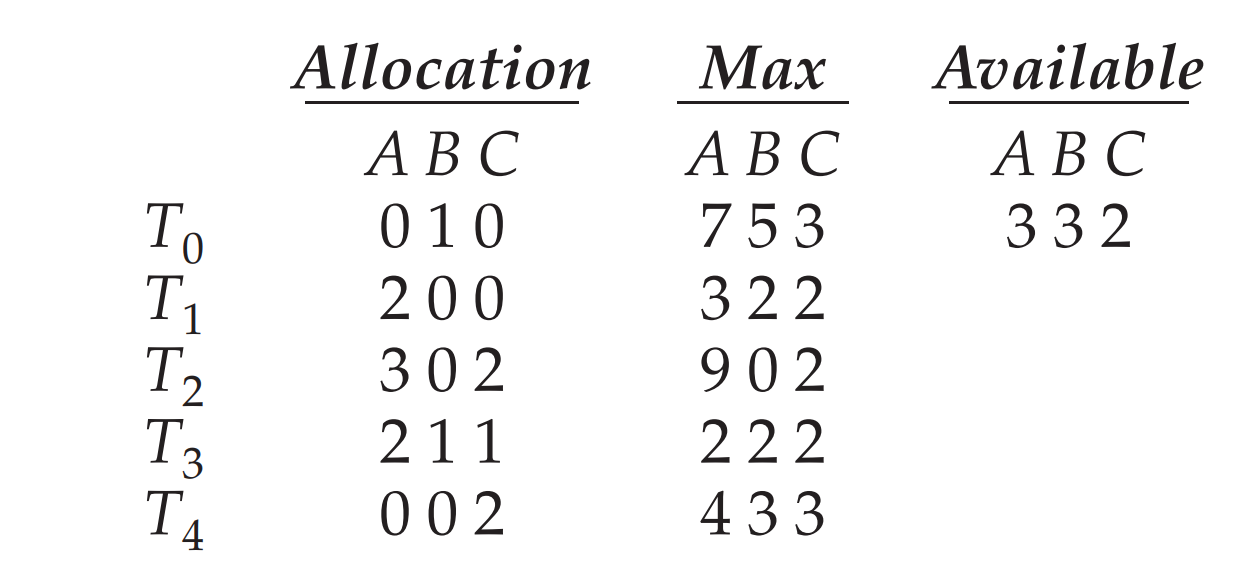 Allocation Max Available
A B C A B C A B C
T0 0 1 0 7 5 3 3 3 2
T1 2 0 0 3 2 2
T2 3 0 2 9 0 2
T3 2 1 1 2 2 2
T4 0 0 2 4 3 3